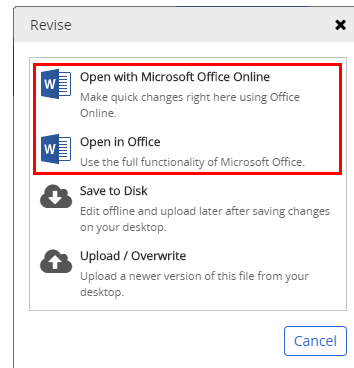 Revise
Open with Microsoft Office Online
Make quick changes right here using Office
Online.
Open in Office
Use the full functionality of Microsoft Office.
Save to Disk
Edit offline and upload later after saving changes
on your desktop.
Upload / Overwrite
Upload a newer version of this file from your
desktop.
Cancel